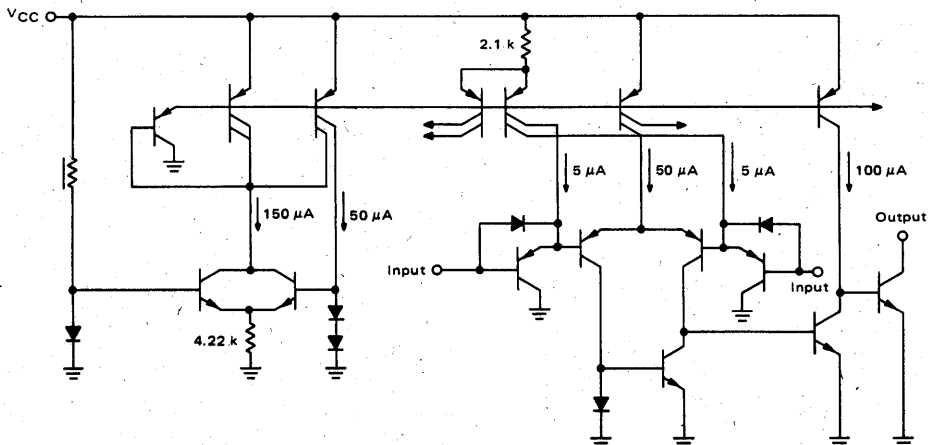 VCC
2.1 k
5 μA
50 μA
5 μA
100 μA
150 μA
50 μA
Output
Input
Input
4.22 k